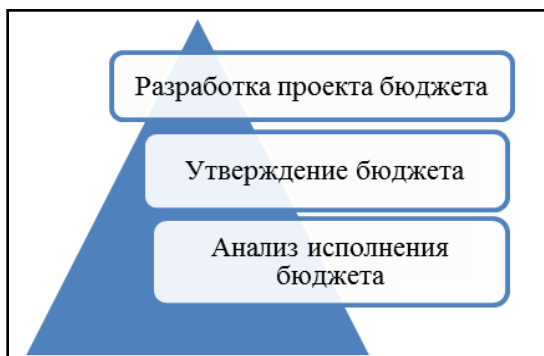 Разработка проекта бюджета
Утверждение бюджета
Анализ исполнения
бюджета